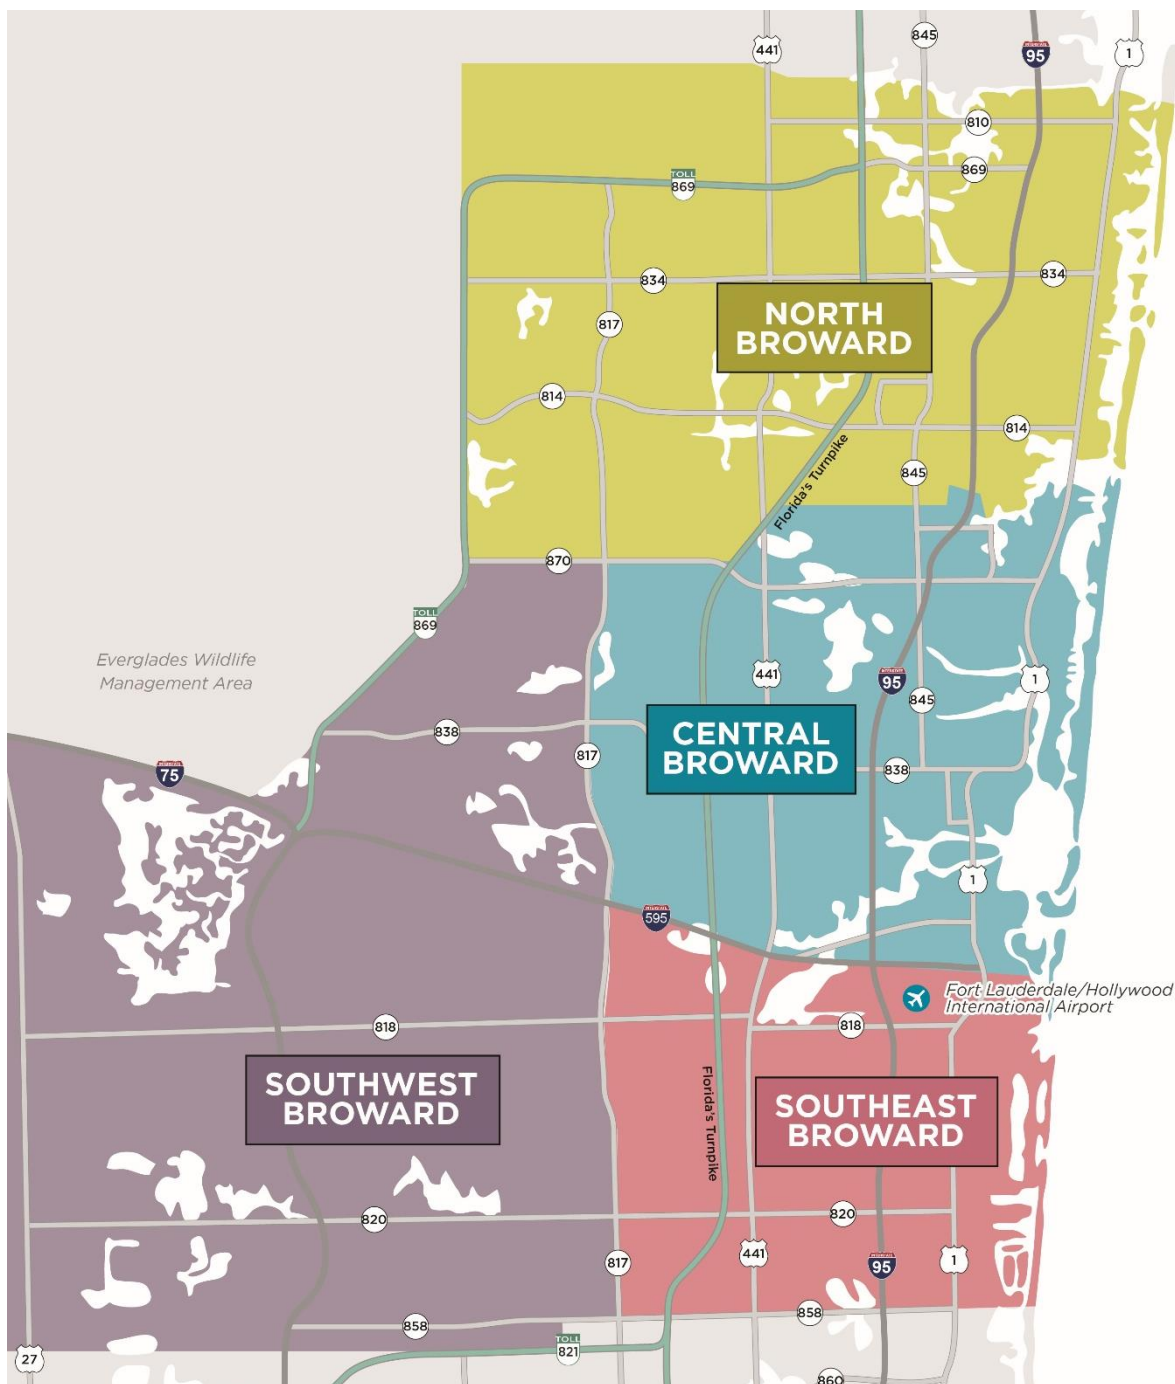 845
441
95
1
810
869
TOLL
869
834
834
NORTH
BROWARD
817
814
814
Florida's Turnpike
845
870
TOLL
869
Everglades Wildlife
Management Area
441
95
1
845
838
CENTRAL
BROWARD
817
75
838
1
595
Fort Lauderdale/Hollywood
International Airport
818
818
SOUTHWEST
BROWARD
Florida's Turnpike
SOUTHEAST
BROWARD
820
820
441
817
95
1
858
858
TOLL
821
27
860